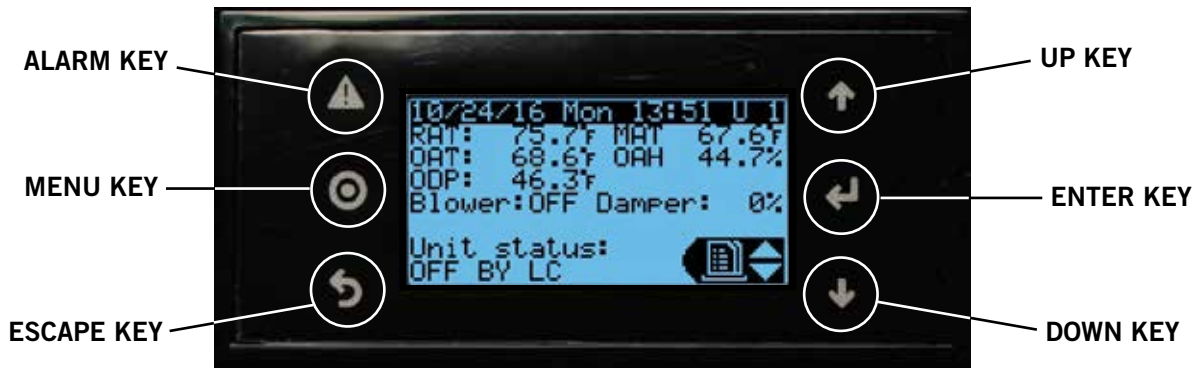 ALARM KEY
MENU KEY
ESCAPE KEY
10/24/16 Mon 13:51 U 1
RAT: 75.7°F MAT 67.6°F
OAT: 68.6°F OAH 44.7%
ODP: 46.3°F
Blower:OFF Damper: 0%
Unit status:
OFF BY LC
UP KEY
ENTER KEY
DOWN KEY